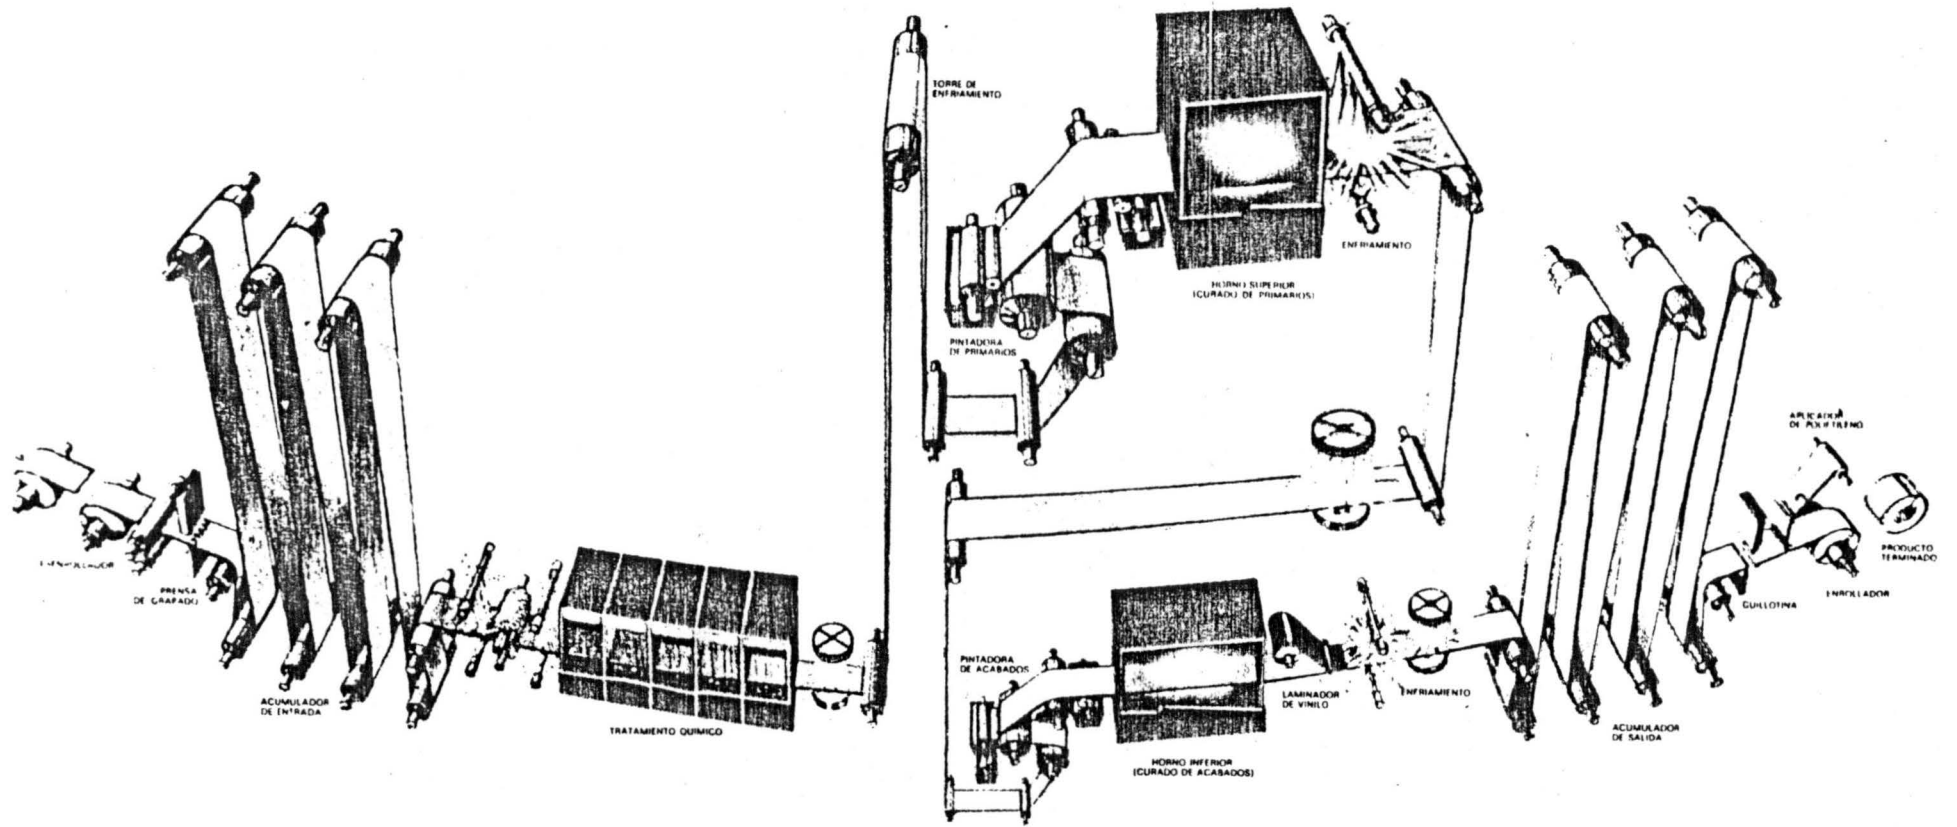 TORRE DE
ENFRIAMIENTO
ENFRIAMIENTO
HORNO SUPERIOR
(CURADO DE PRIMARIOS)
PINTADORA
DE PRIMARIOS
APLICADOR
DE POLIETILENO
PRODUCTO
TERMINADO
ENROLLADOR
GUILLOTINA
PRENSA
DE GRAPADO
ACUMULADOR
DE ENTRADA
TRATAMIENTO QUIMICO
PINTADORA
DE ACABADOS
LAMINADOR
DE VINILO
ENFRIAMIENTO
ACUMULADOR
DE SALIDA
HORNO INFERIOR
(CURADO DE ACABADOS)